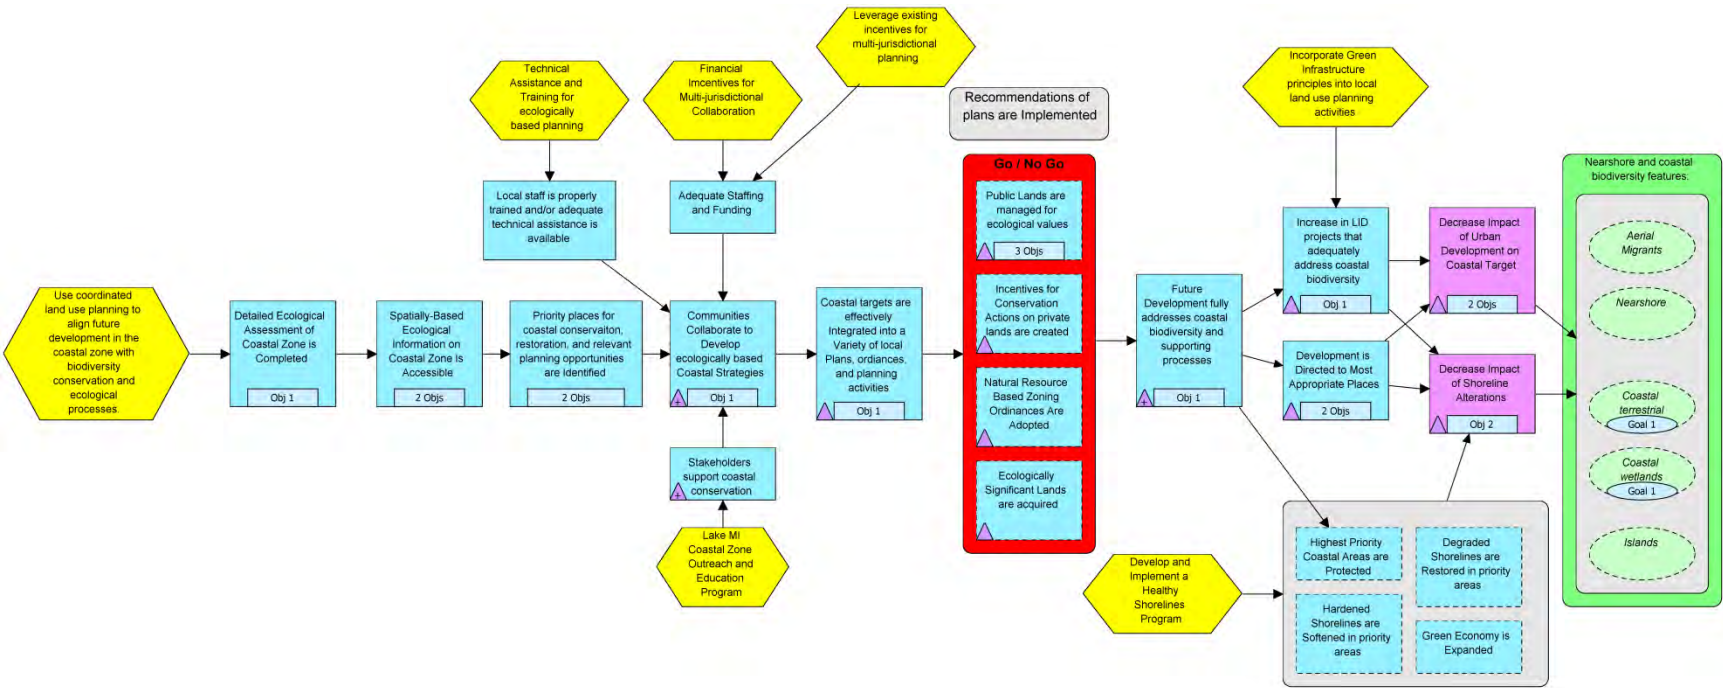 Leverage existing
incentives for
multi-jurisdictional
planning
Technical
Assistance and
Training for
ecologically
based planning
Financial
Imcentives for
Multi-jurisdictional
Collaboration
Recommendations of
plans are Implemented
Incorporate Green
Infrastructure
principles into local
land use planning
activities
Local staff is properly
trained and/or adequate
technical assistance is
available
Adequate Staffing
and Funding
Use coordinated
land use planning to
align future
development in the
coastal zone with
biodiversity
conservation and
ecological
processes.
Detailed Ecological
Assessment of
Coastal Zone is
Completed
Obj 1
Spatially-Based
Ecological
Information on
Coastal Zone Is
Accessible
2 Objs
Priority places for
coastal conservaiton,
restoration, and relevant
planning opportunities
are Identified
2 Objs
Communities
Collaborate to
Develop
ecologically based
Coastal Strategies
+
Obj 1
Stakeholders
support coastal
conservation
+
Lake MI
Coastal Zone
Outreach and
Education
Program
Coastal targets are
effectively
Integrated into a
Variety of local
Plans, ordiances,
and planning
activities
Obj 1
Go / No Go
Public Lands are
managed for
ecological values
3 Objs
Incentives for
Conservation
Actions on private
lands are created
Natural Resource
Based Zoning
Ordinances Are
Adopted
Ecologically
Significant Lands
are acquired
Future
Development fully
addresses coastal
biodiversity and
supporting
processes
+
Obj 1
Increase in LID
projects that
adequately
address coastal
biodiversity
Obj 1
Development is
Directed to Most
Appropriate Places
2 Objs
Decrease Impact
of Urban
Development on
Coastal Target
2 Objs
Decrease Impact
of Shoreline
Alterations
Obj 2
Develop and
Implement a
Healthy
Shorelines
Program
Highest Priority
Coastal Areas are
Protected
Degraded
Shorelines are
Restored in priority
areas
Hardened
Shorelines are
Softened in priority
areas
Green Economy is
Expanded
Nearshore and coastal
biodiversity features:
Aerial
Migrants
Nearshore
Coastal
terrestrial
Goal 1
Coastal
wetlands
Goal 1
Islands